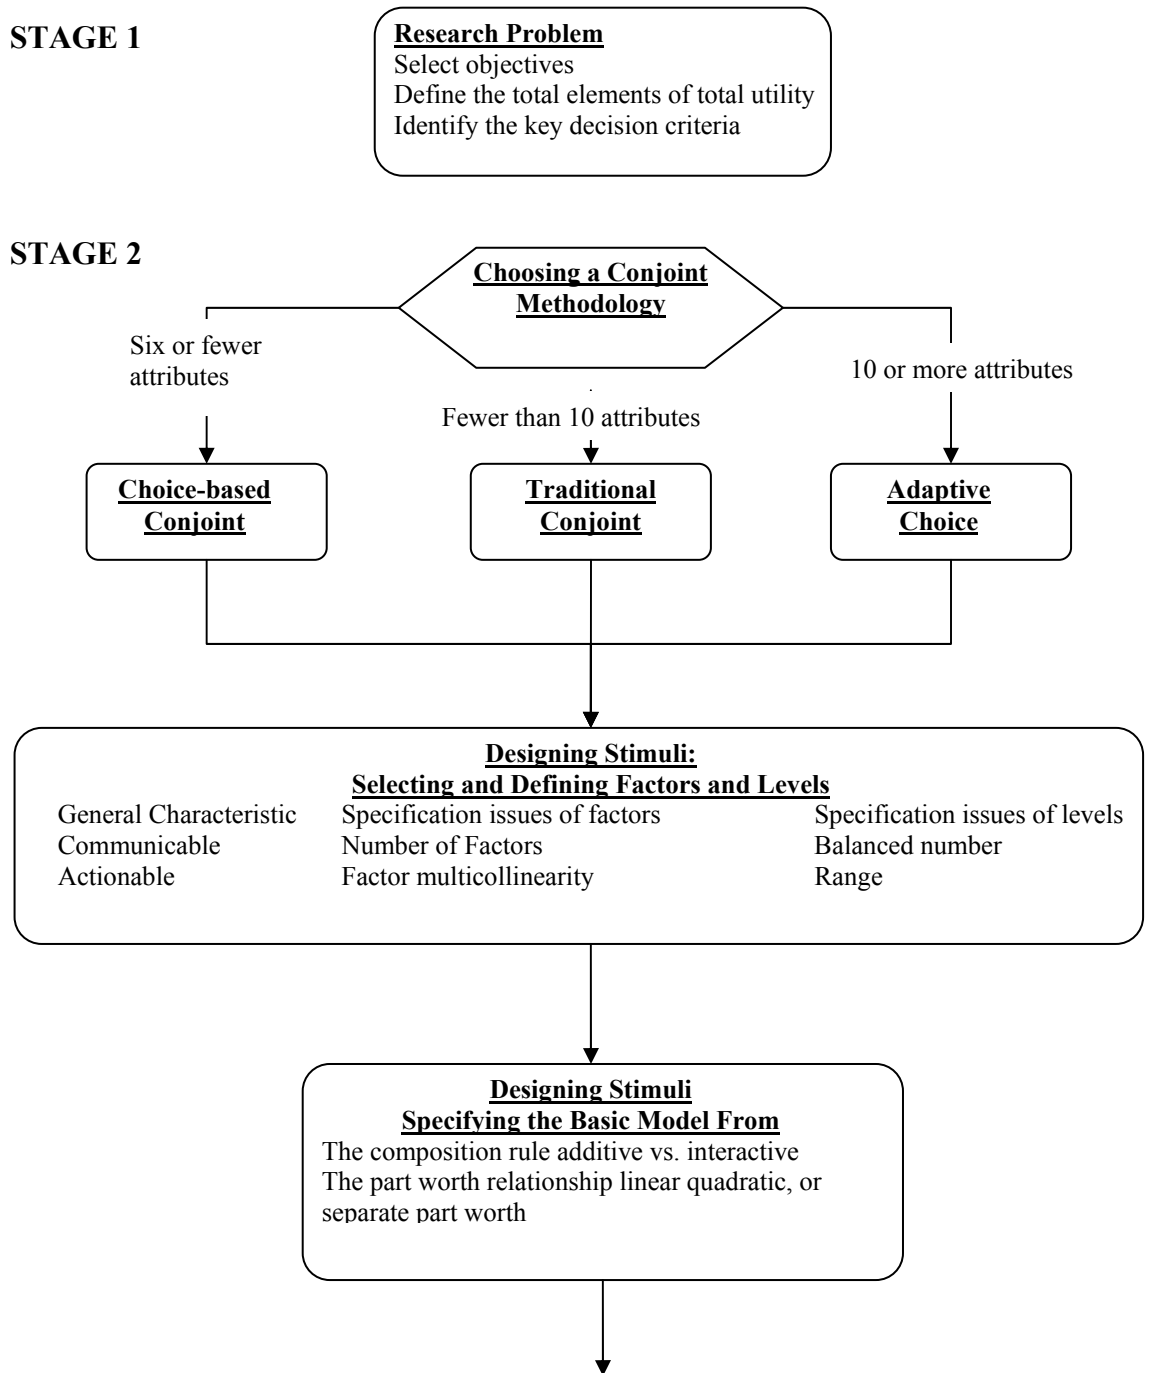 STAGE 1
Research Problem
Select objectives
Define the total elements of total utility
Identify the key decision criteria
STAGE 2
Choosing a Conjoint
Methodology
Six or fewer
attributes
Fewer than 10 attributes
10 or more attributes
Choice-based
Conjoint
Traditional
Conjoint
Adaptive
Choice
Designing Stimuli:
Selecting and Defining Factors and Levels
General Characteristic Specification issues of factors Specification issues of levels
Communicable Number of Factors Balanced number
Actionable Factor multicollinearity Range
Designing Stimuli
Specifying the Basic Model From
The composition rule additive vs. interactive
The part worth relationship linear quadratic, or
separate part worth